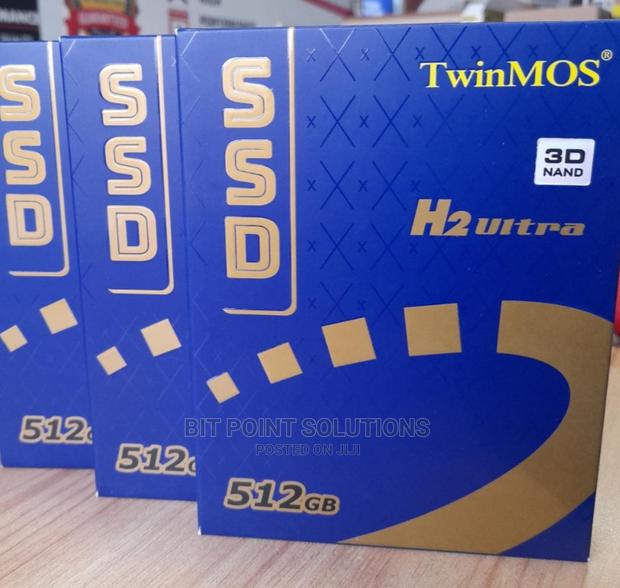 SSD
SSD
SSD
TwinMOS®
3D
NAND
H2 Ultra
BIT POINT SOLUTIONS
POSTED ON JIJI
512
512
512GB